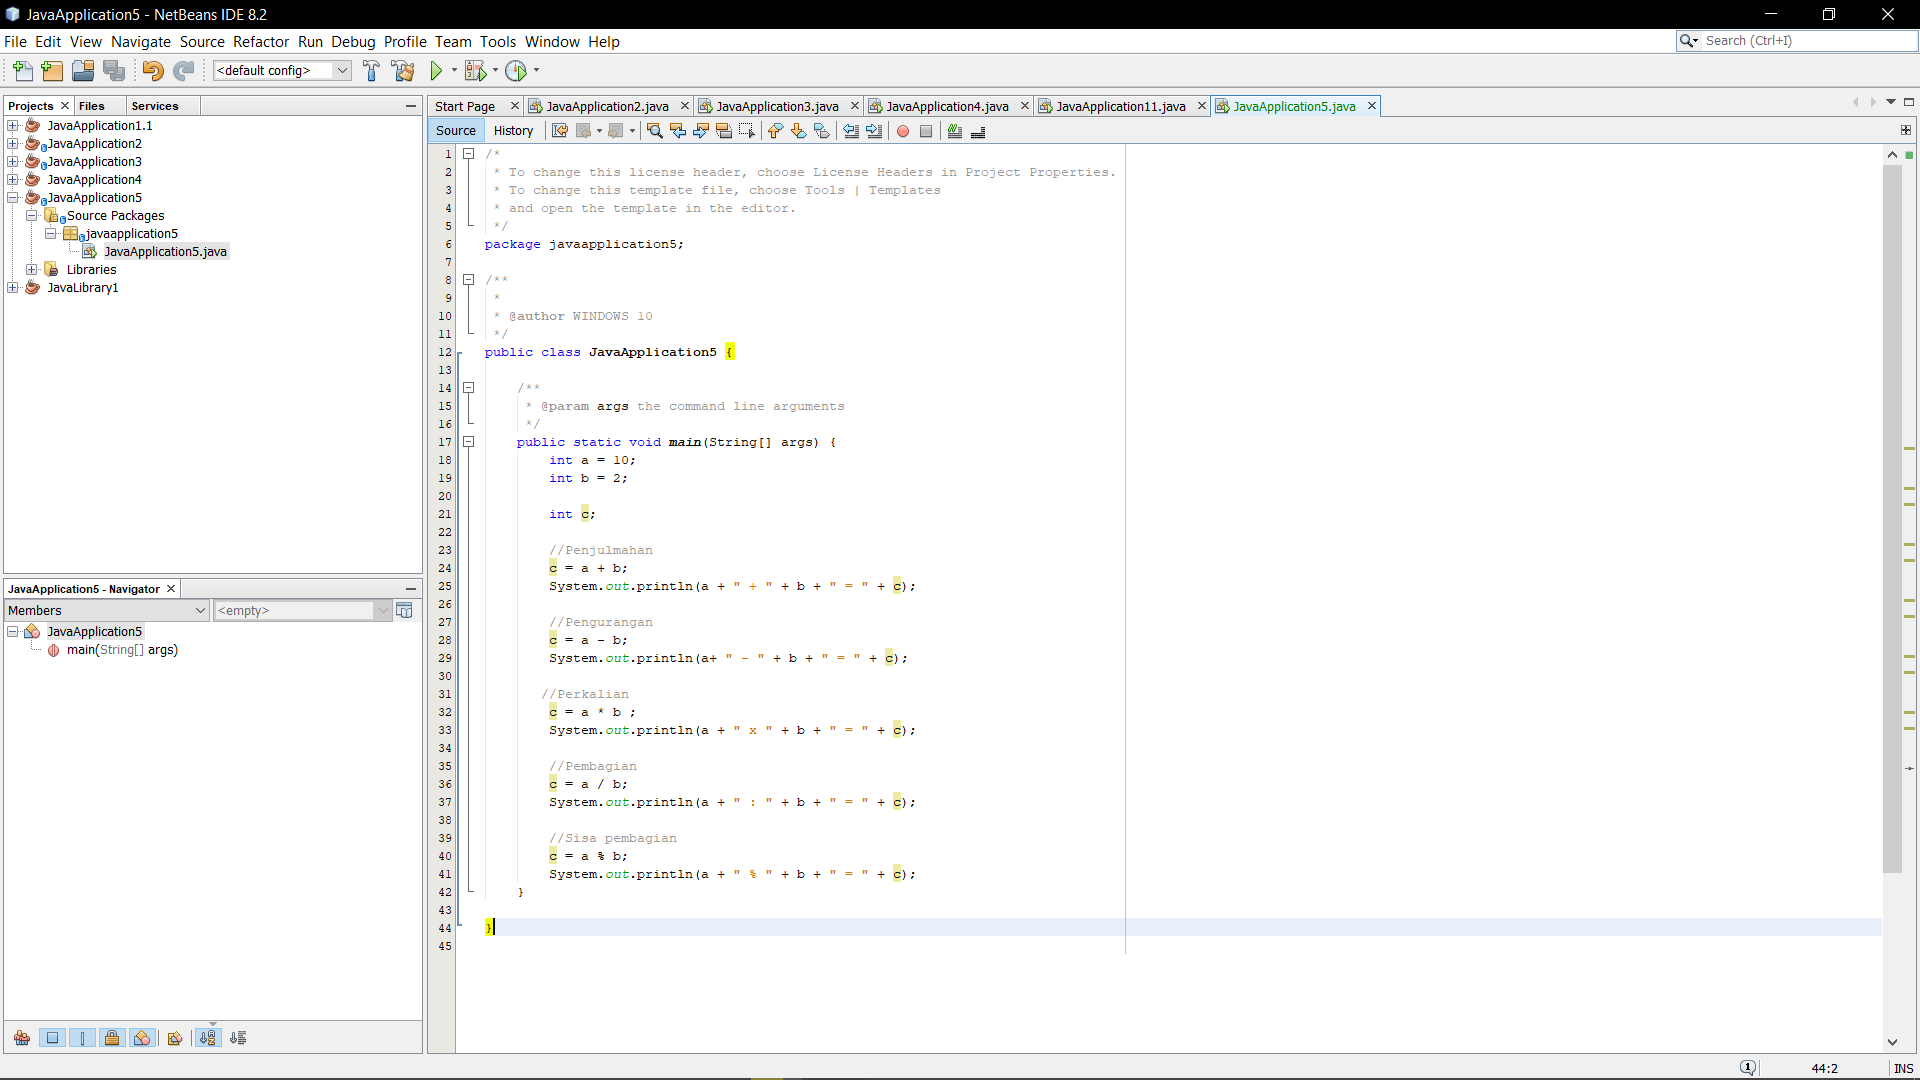 JavaApplication5 - NetBeans IDE 8.2
File Edit View Navigate Source Refactor Run Debug Profile Team Tools Window Help
Search (Ctrl+I)
<default config>
Projects Files Services
JavaApplication1.1
JavaApplication2
JavaApplication3
JavaApplication4
JavaApplication5
Source Packages
javaapplication5
JavaApplication5.java
Libraries
JavaLibrary1
JavaApplication5 - Navigator
Members <empty>
JavaApplication5
main(String[] args)
Start Page JavaApplication2.java JavaApplication3.java JavaApplication4.java JavaApplication11.java JavaApplication5.java
Source History
1 /*
2 * To change this license header, choose License Headers in Project Properties.
3 * To change this template file, choose Tools | Templates
4 * and open the template in the editor.
5 */
6 package javaapplication5;
7
8 /**
9 *
10 * @author WINDOWS 10
11 */
12 public class JavaApplication5 {
13
14 /**
15 * @param args the command line arguments
16 */
17 public static void main(String[] args) {
18 int a = 10;
19 int b = 2;
20
21 int c;
22
23 //Penjulmahan
24 c = a + b;
25 System.out.println(a + " + " + b + " = " + c);
26
27 //Pengurangan
28 c = a - b;
29 System.out.println(a+ " - " + b + " = " + c);
30
31 //Perkalian
32 c = a * b ;
33 System.out.println(a + " x " + b + " = " + c);
34
35 //Pembagian
36 c = a / b;
37 System.out.println(a + " : " + b + " = " + c);
38
39 //Sisa pembagian
40 c = a % b;
41 System.out.println(a + " % " + b + " = " + c);
42 }
43
44 }
45
1 44:2 INS